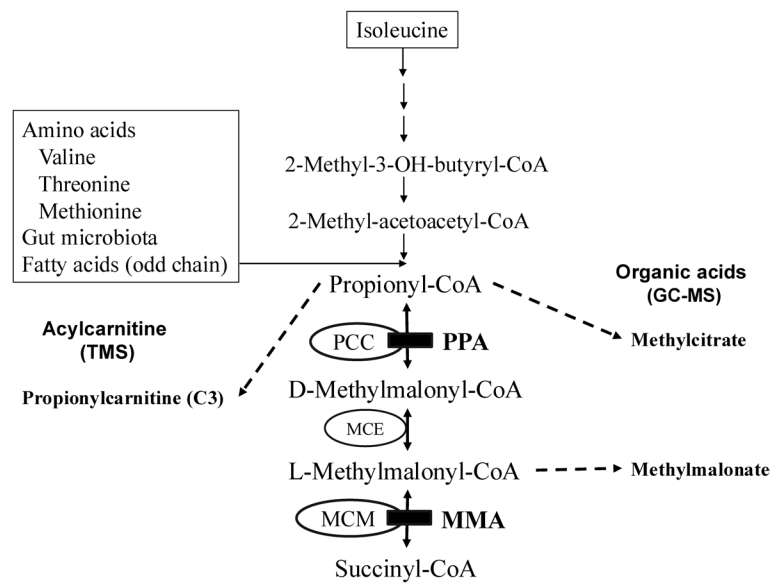 Isoleucine
Amino acids
Valine
Threonine
Methionine
Gut microbiota
Fatty acids (odd chain)
2-Methyl-3-OH-butyryl-CoA
2-Methyl-acetoacetyl-CoA
Propionyl-CoA
Organic acids
(GC-MS)
Acylcarnitine
(TMS)
PCC
PPA
Methylcitrate
Propionylcarnitine (C3)
D-Methylmalonyl-CoA
MCE
L-Methylmalonyl-CoA
Methylmalonate
MCM
MMA
Succinyl-CoA